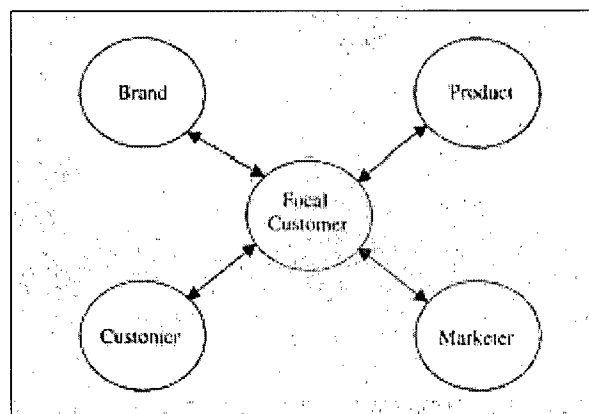 Brand
Product
Focal
Customer
Customer
Marketer